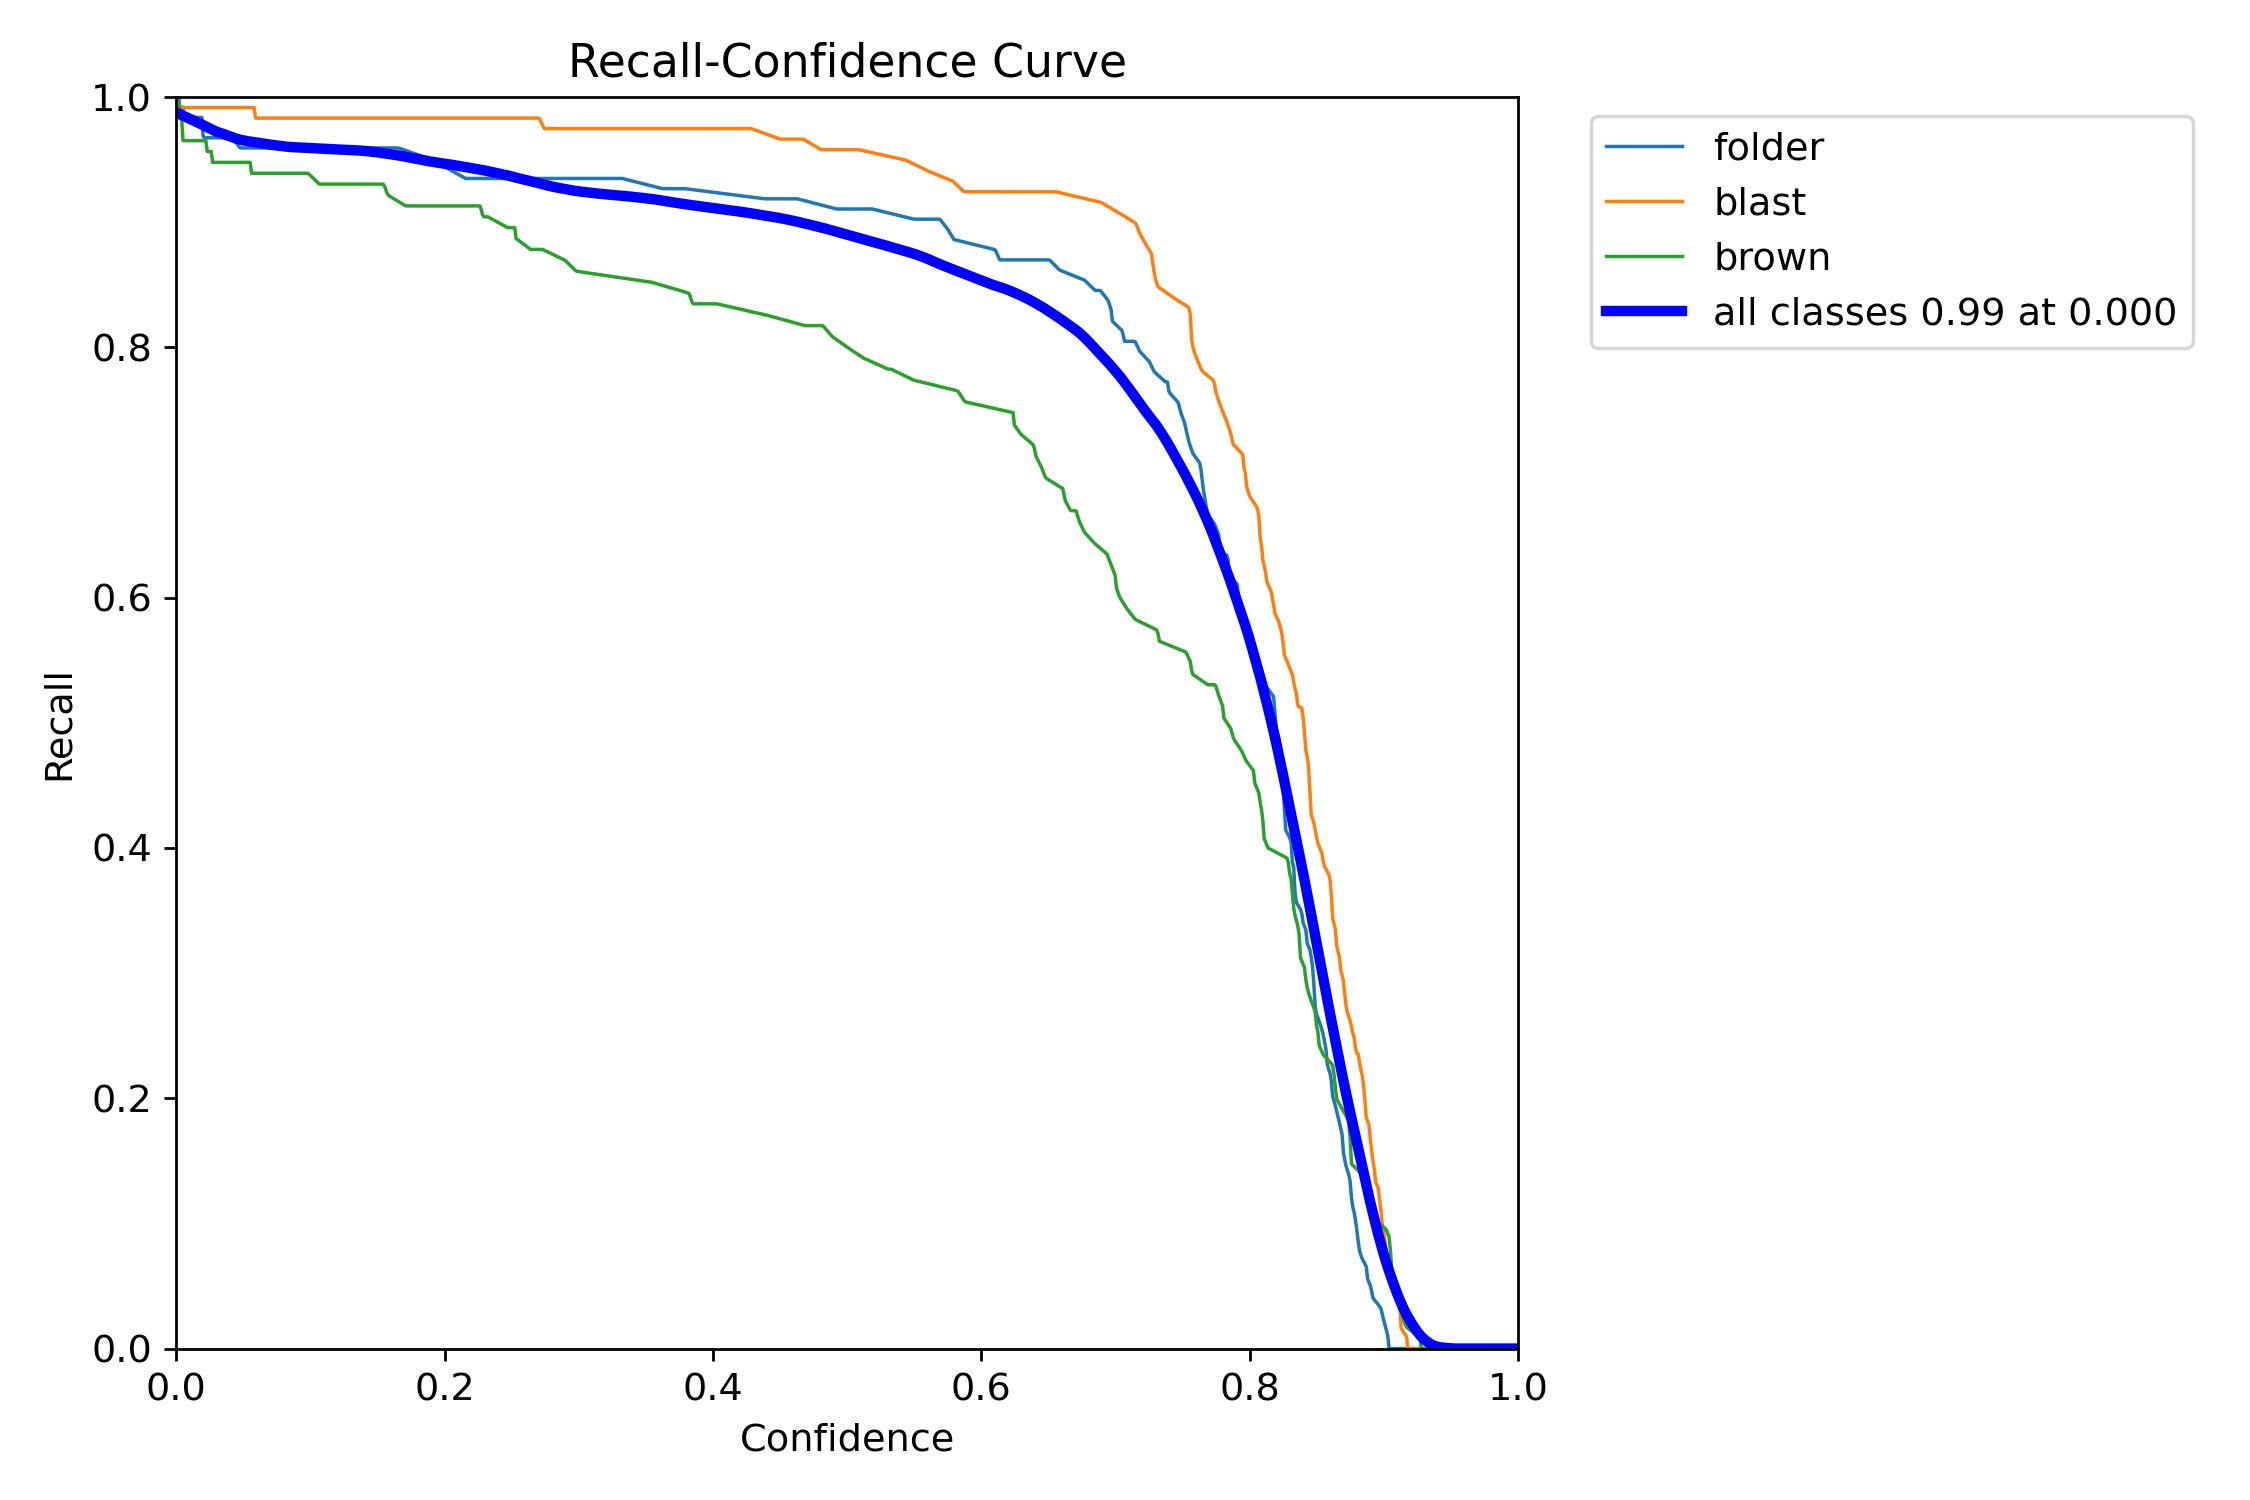 Recall-Confidence Curve
1.0
0.8
0.6
0.4
0.2
0.0
Recall
0.0 0.2 0.4 0.6 0.8 1.0
Confidence
folder
blast
brown
all classes 0.99 at 0.000